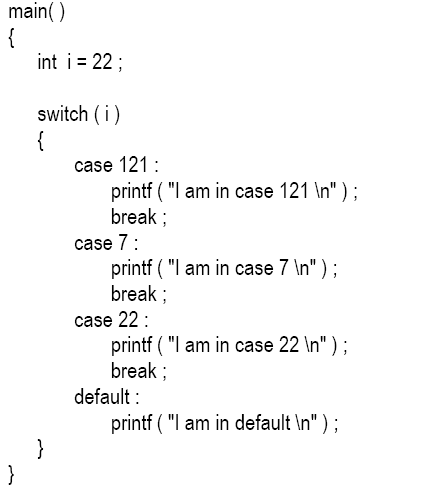 main( )
{
int i = 22 ;
switch ( i )
{
case 121 :
printf ( "I am in case 121 \n" ) ;
break ;
case 7 :
printf ( "I am in case 7 \n" ) ;
break ;
case 22 :
printf ( "I am in case 22 \n" ) ;
break ;
default :
printf ( "I am in default \n" ) ;
}
}